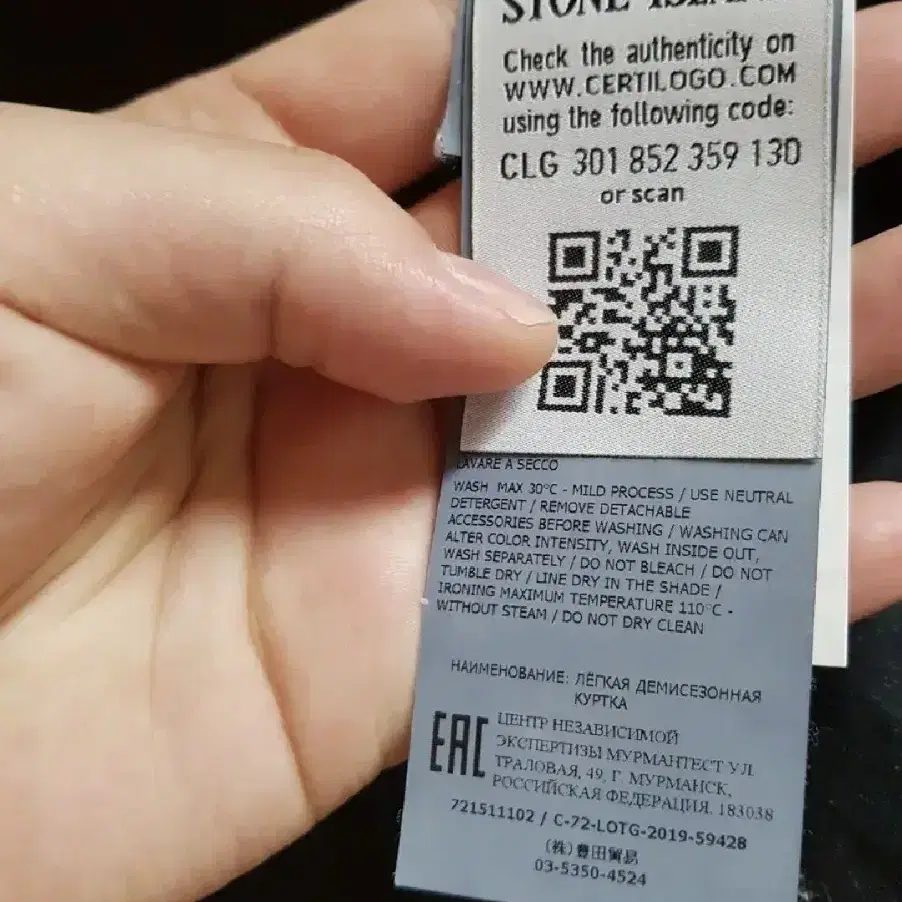 STONE
Check the authenticity on
WWW.CERTILOGO.COM
using the following code:
CLG 301 852 359 130
or scan
LAVARE A SECCO
WASH MAX 30°C - MILD PROCESS / USE NEUTRAL
DETERGENT / REMOVE DETACHABLE
ACCESSORIES BEFORE WASHING / WASHING CAN
ALTER COLOR INTENSITY, WASH INSIDE OUT,
WASH SEPARATELY / DO NOT BLEACH / DO NOT
TUMBLE DRY / LINE DRY IN THE SHADE /
IRONING MAXIMUM TEMPERATURE 110°C -
WITHOUT STEAM / DO NOT DRY CLEAN
НАИМЕНОВАНИЕ: ЛЁГКАЯ ДЕМИСЕЗОННАЯ
КУРТКА
EAC
ЦЕНТР НЕЗАВИСИМОЙ
ЭКСПЕРТИЗЫ МУРМАНТЕСТ УЛ.
ТРАЛОВАЯ, 49, Г. МУРМАНСК,
РОССИЙСКАЯ ФЕДЕРАЦИЯ. 183038
721511102 / C-72-LOTG-2019-59428
(株)豊田貿易
03-5350-4524